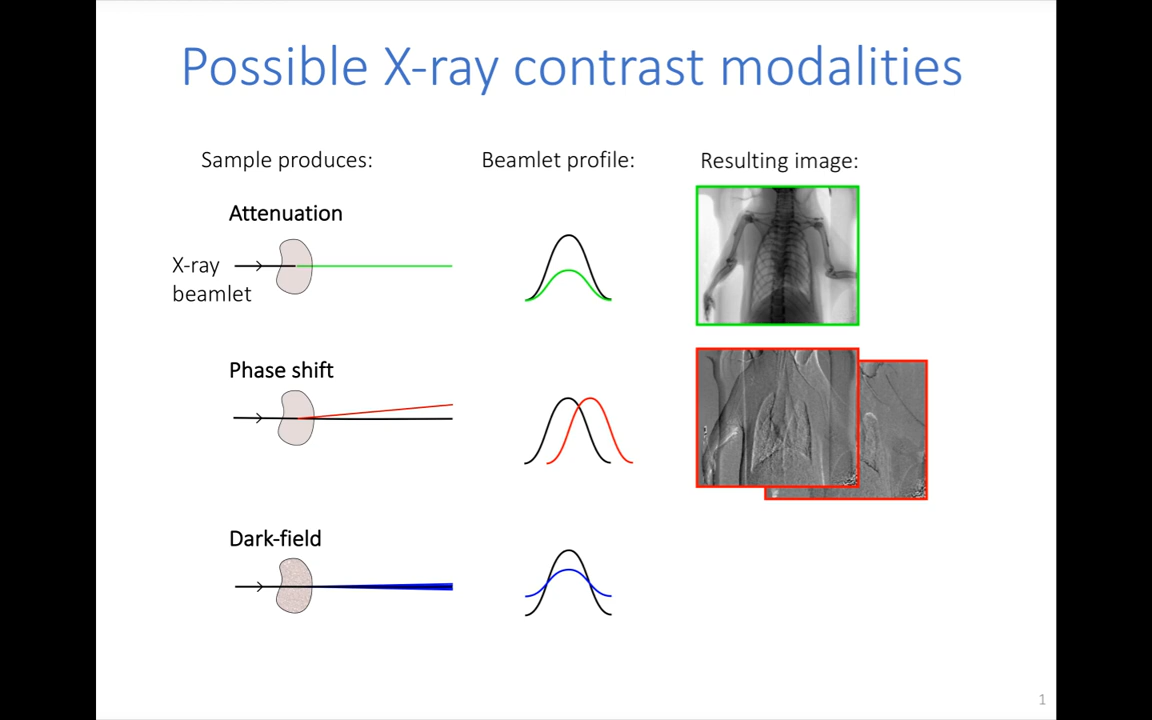 Possible X-ray contrast modalities
Sample produces:
Beamlet profile:
Resulting image:
Attenuation
X-ray
beamlet
Phase shift
Dark-field
1